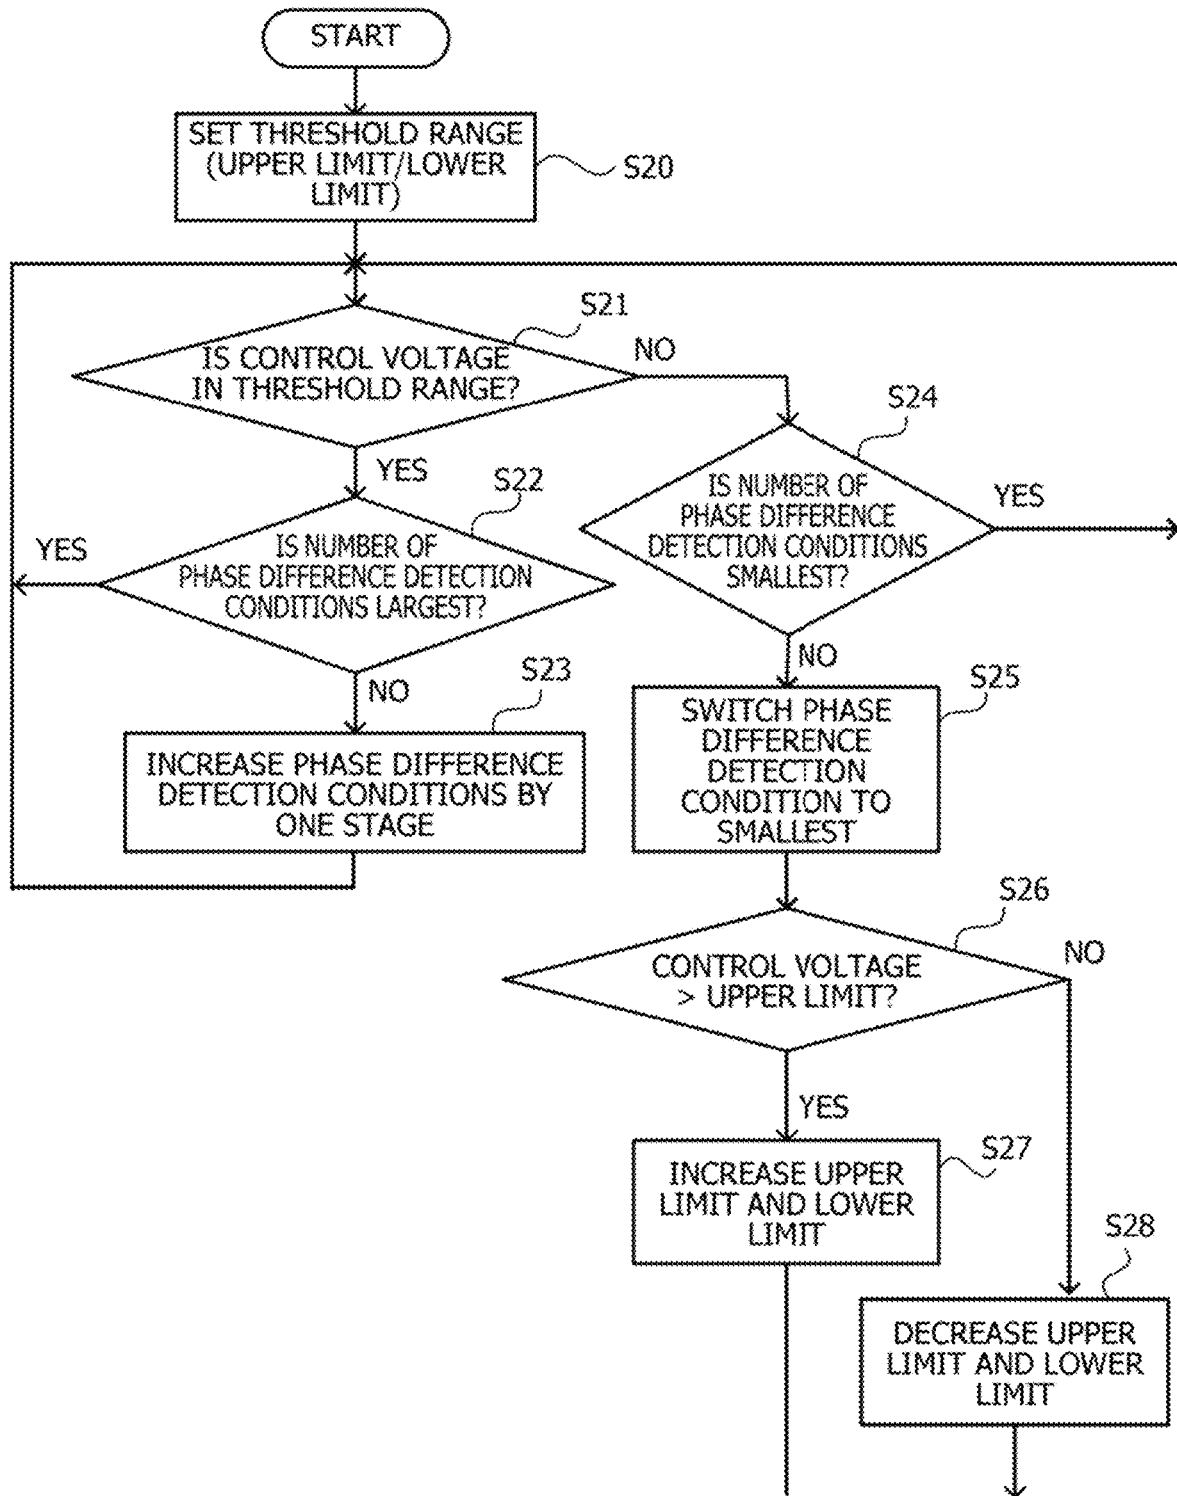 START
SET THRESHOLD RANGE
(UPPER LIMIT/LOWER
LIMIT)
S20
S21
IS CONTROL VOLTAGE
IN THRESHOLD RANGE?
NO
YES
S24
IS NUMBER OF
PHASE DIFFERENCE
DETECTION CONDITIONS
SMALLEST?
YES
NO
S22
IS NUMBER OF
PHASE DIFFERENCE DETECTION
CONDITIONS LARGEST?
YES
NO
S23
INCREASE PHASE DIFFERENCE
DETECTION CONDITIONS BY
ONE STAGE
S25
SWITCH PHASE
DIFFERENCE
DETECTION
CONDITION TO
SMALLEST
S26
CONTROL VOLTAGE
> UPPER LIMIT?
NO
YES
S27
INCREASE UPPER
LIMIT AND LOWER
LIMIT
S28
DECREASE UPPER
LIMIT AND LOWER
LIMIT